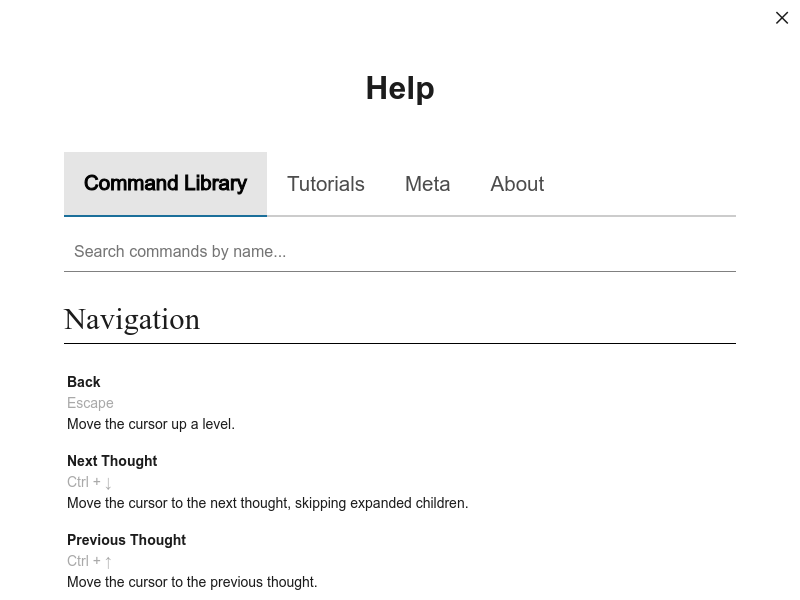 Help
Command Library Tutorials Meta About
Search commands by name...
Navigation
Back
Escape
Move the cursor up a level.
Next Thought
Ctrl + ↓
Move the cursor to the next thought, skipping expanded children.
Previous Thought
Ctrl + ↑
Move the cursor to the previous thought.